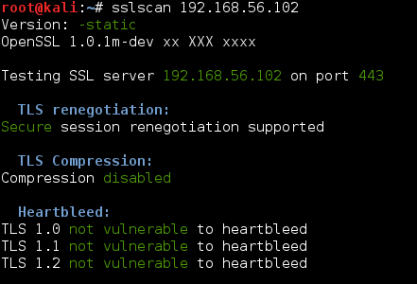 root@kali:~# sslscan 192.168.56.102
Version: -static
OpenSSL 1.0.1m-dev xx XXX xxxx
Testing SSL server 192.168.56.102 on port 443
TLS renegotiation:
Secure session renegotiation supported
TLS Compression:
Compression disabled
Heartbleed:
TLS 1.0 not vulnerable to heartbleed
TLS 1.1 not vulnerable to heartbleed
TLS 1.2 not vulnerable to heartbleed